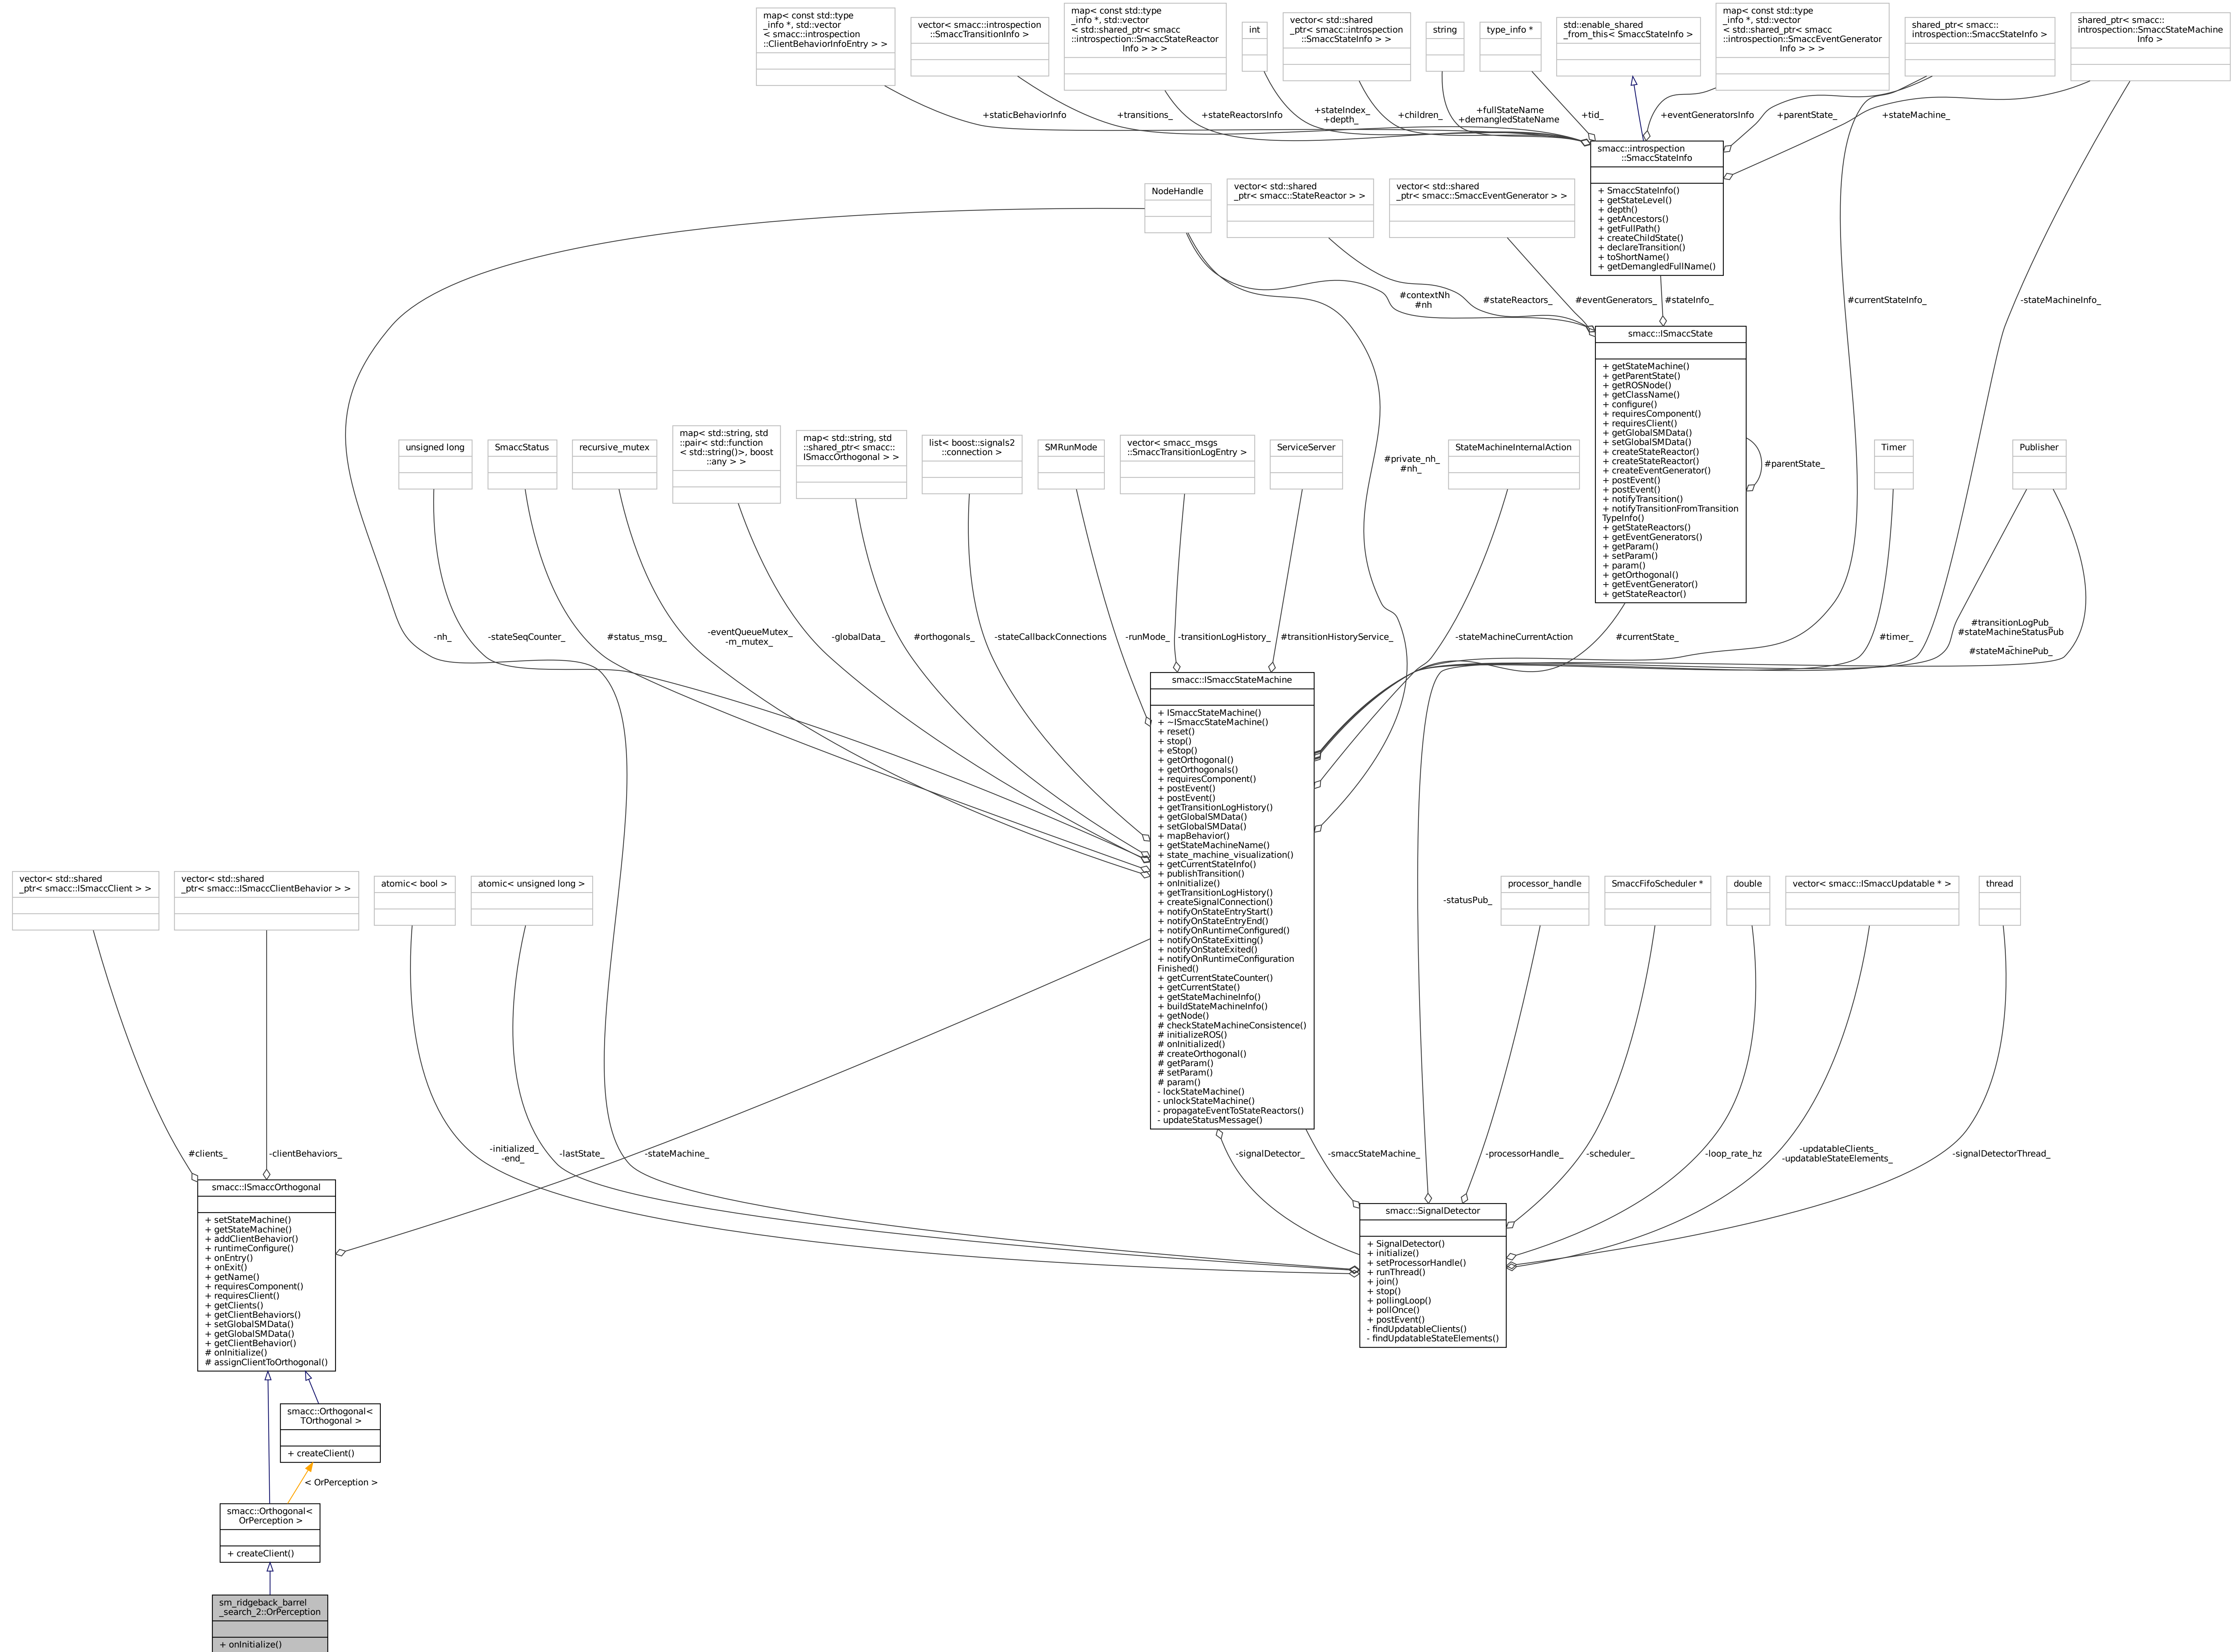 map< const std::type
_info *, std::vector
< smacc::introspection
::ClientBehaviorInfoEntry > >
vector< smacc::introspection
::SmaccTransitionInfo >
map< const std::type
_info *, std::vector
< std::shared_ptr< smacc
::introspection::SmaccStateReactor
Info > > >
int
vector< std::shared
_ptr< smacc::introspection
::SmaccStateInfo > >
string
type_info *
std::enable_shared
_from_this< SmaccStateInfo >
map< const std::type
_info *, std::vector
< std::shared_ptr< smacc
::introspection::SmaccEventGenerator
Info > > >
shared_ptr< smacc::
introspection::SmaccStateInfo >
shared_ptr< smacc::
introspection::SmaccStateMachine
Info >
+staticBehaviorInfo
+transitions_
+stateReactorsInfo
+stateIndex_
+depth_
+children_
+fullStateName
+demangledStateName
+tid_
+eventGeneratorsInfo
+parentState_
+stateMachine_
smacc::introspection
::SmaccStateInfo
+ SmaccStateInfo()
+ getStateLevel()
+ depth()
+ getAncestors()
+ getFullPath()
+ createChildState()
+ declareTransition()
+ toShortName()
+ getDemangledFullName()
NodeHandle
vector< std::shared
_ptr< smacc::StateReactor > >
vector< std::shared
_ptr< smacc::SmaccEventGenerator > >
#contextNh
#nh
#stateReactors_
#eventGenerators_
#stateInfo_
#currentStateInfo_
-stateMachineInfo_
smacc::ISmaccState
+ getStateMachine()
+ getParentState()
+ getROSNode()
+ getClassName()
+ configure()
+ requiresComponent()
+ requiresClient()
+ getGlobalSMData()
+ setGlobalSMData()
+ createStateReactor()
+ createStateReactor()
+ createEventGenerator()
+ postEvent()
+ postEvent()
+ notifyTransition()
+ notifyTransitionFromTransition
TypeInfo()
+ getStateReactors()
+ getEventGenerators()
+ getParam()
+ setParam()
+ param()
+ getOrthogonal()
+ getEventGenerator()
+ getStateReactor()
#parentState_
unsigned long
SmaccStatus
recursive_mutex
map< std::string, std
::pair< std::function
< std::string()>, boost
::any > >
map< std::string, std
::shared_ptr< smacc::
ISmaccOrthogonal > >
list< boost::signals2
::connection >
SMRunMode
vector< smacc_msgs
::SmaccTransitionLogEntry >
ServiceServer
#private_nh_
#nh_
StateMachineInternalAction
Timer
Publisher
-nh_
-stateSeqCounter_
#status_msg_
-eventQueueMutex_
-m_mutex_
-globalData_
#orthogonals_
-stateCallbackConnections
-runMode_
-transitionLogHistory_
#transitionHistoryService_
-stateMachineCurrentAction
#currentState_
#timer_
#transitionLogPub_
#stateMachineStatusPub
_
#stateMachinePub_
smacc::ISmaccStateMachine
+ ISmaccStateMachine()
+ ~ISmaccStateMachine()
+ reset()
+ stop()
+ eStop()
+ getOrthogonal()
+ getOrthogonals()
+ requiresComponent()
+ postEvent()
+ postEvent()
+ getTransitionLogHistory()
+ getGlobalSMData()
+ setGlobalSMData()
+ mapBehavior()
+ getStateMachineName()
+ state_machine_visualization()
+ getCurrentStateInfo()
+ publishTransition()
+ onInitialize()
+ getTransitionLogHistory()
+ createSignalConnection()
+ notifyOnStateEntryStart()
+ notifyOnStateEntryEnd()
+ notifyOnRuntimeConfigured()
+ notifyOnStateExitting()
+ notifyOnStateExited()
+ notifyOnRuntimeConfiguration
Finished()
+ getCurrentStateCounter()
+ getCurrentState()
+ getStateMachineInfo()
+ buildStateMachineInfo()
+ getNode()
# checkStateMachineConsistence()
# initializeROS()
# onInitialized()
# createOrthogonal()
# getParam()
# setParam()
# param()
- lockStateMachine()
- unlockStateMachine()
- propagateEventToStateReactors()
- updateStatusMessage()
vector< std::shared
_ptr< smacc::ISmaccClient > >
vector< std::shared
_ptr< smacc::ISmaccClientBehavior > >
atomic< bool >
atomic< unsigned long >
-statusPub_
processor_handle
SmaccFifoScheduler *
double
vector< smacc::ISmaccUpdatable * >
thread
#clients_
-clientBehaviors_
-initialized_
-end_
-lastState_
-stateMachine_
-signalDetector_
-smaccStateMachine_
-processorHandle_
-scheduler_
-loop_rate_hz
-updatableClients_
-updatableStateElements_
-signalDetectorThread_
smacc::ISmaccOrthogonal
+ setStateMachine()
+ getStateMachine()
+ addClientBehavior()
+ runtimeConfigure()
+ onEntry()
+ onExit()
+ getName()
+ requiresComponent()
+ requiresClient()
+ getClients()
+ getClientBehaviors()
+ setGlobalSMData()
+ getGlobalSMData()
+ getClientBehavior()
# onInitialize()
# assignClientToOrthogonal()
smacc::SignalDetector
+ SignalDetector()
+ initialize()
+ setProcessorHandle()
+ runThread()
+ join()
+ stop()
+ pollingLoop()
+ pollOnce()
+ postEvent()
- findUpdatableClients()
- findUpdatableStateElements()
smacc::Orthogonal<
TOrthogonal >
+ createClient()
< OrPerception >
smacc::Orthogonal<
OrPerception >
+ createClient()
sm_ridgeback_barrel
_search_2::OrPerception
+ onInitialize()